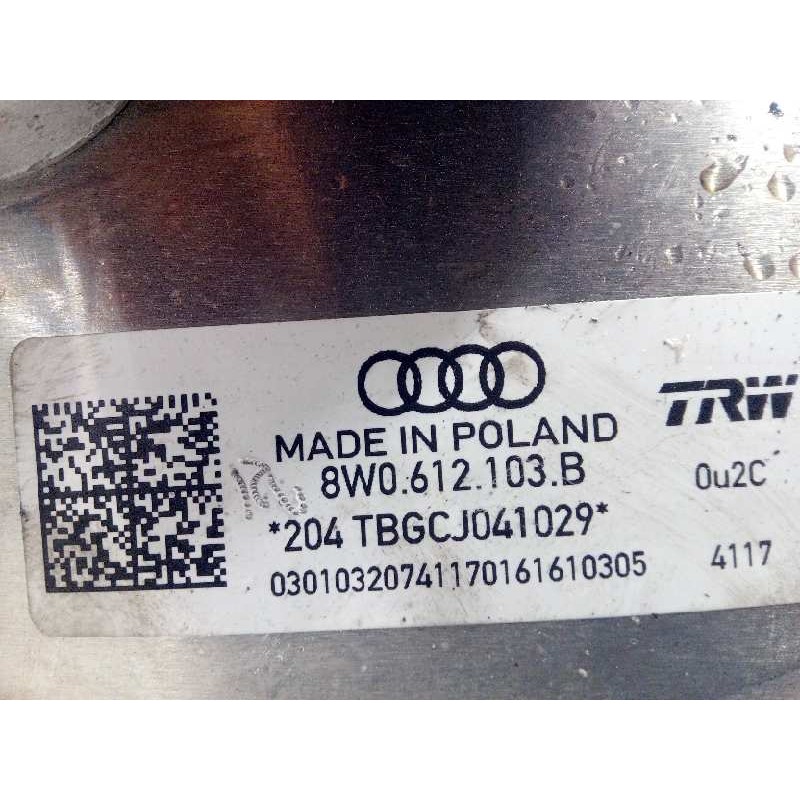 MADE IN POLAND
TRW
8W0.612.103.B
0u2C
*204 TBGCJ041029*
03010320741170161610305
4117